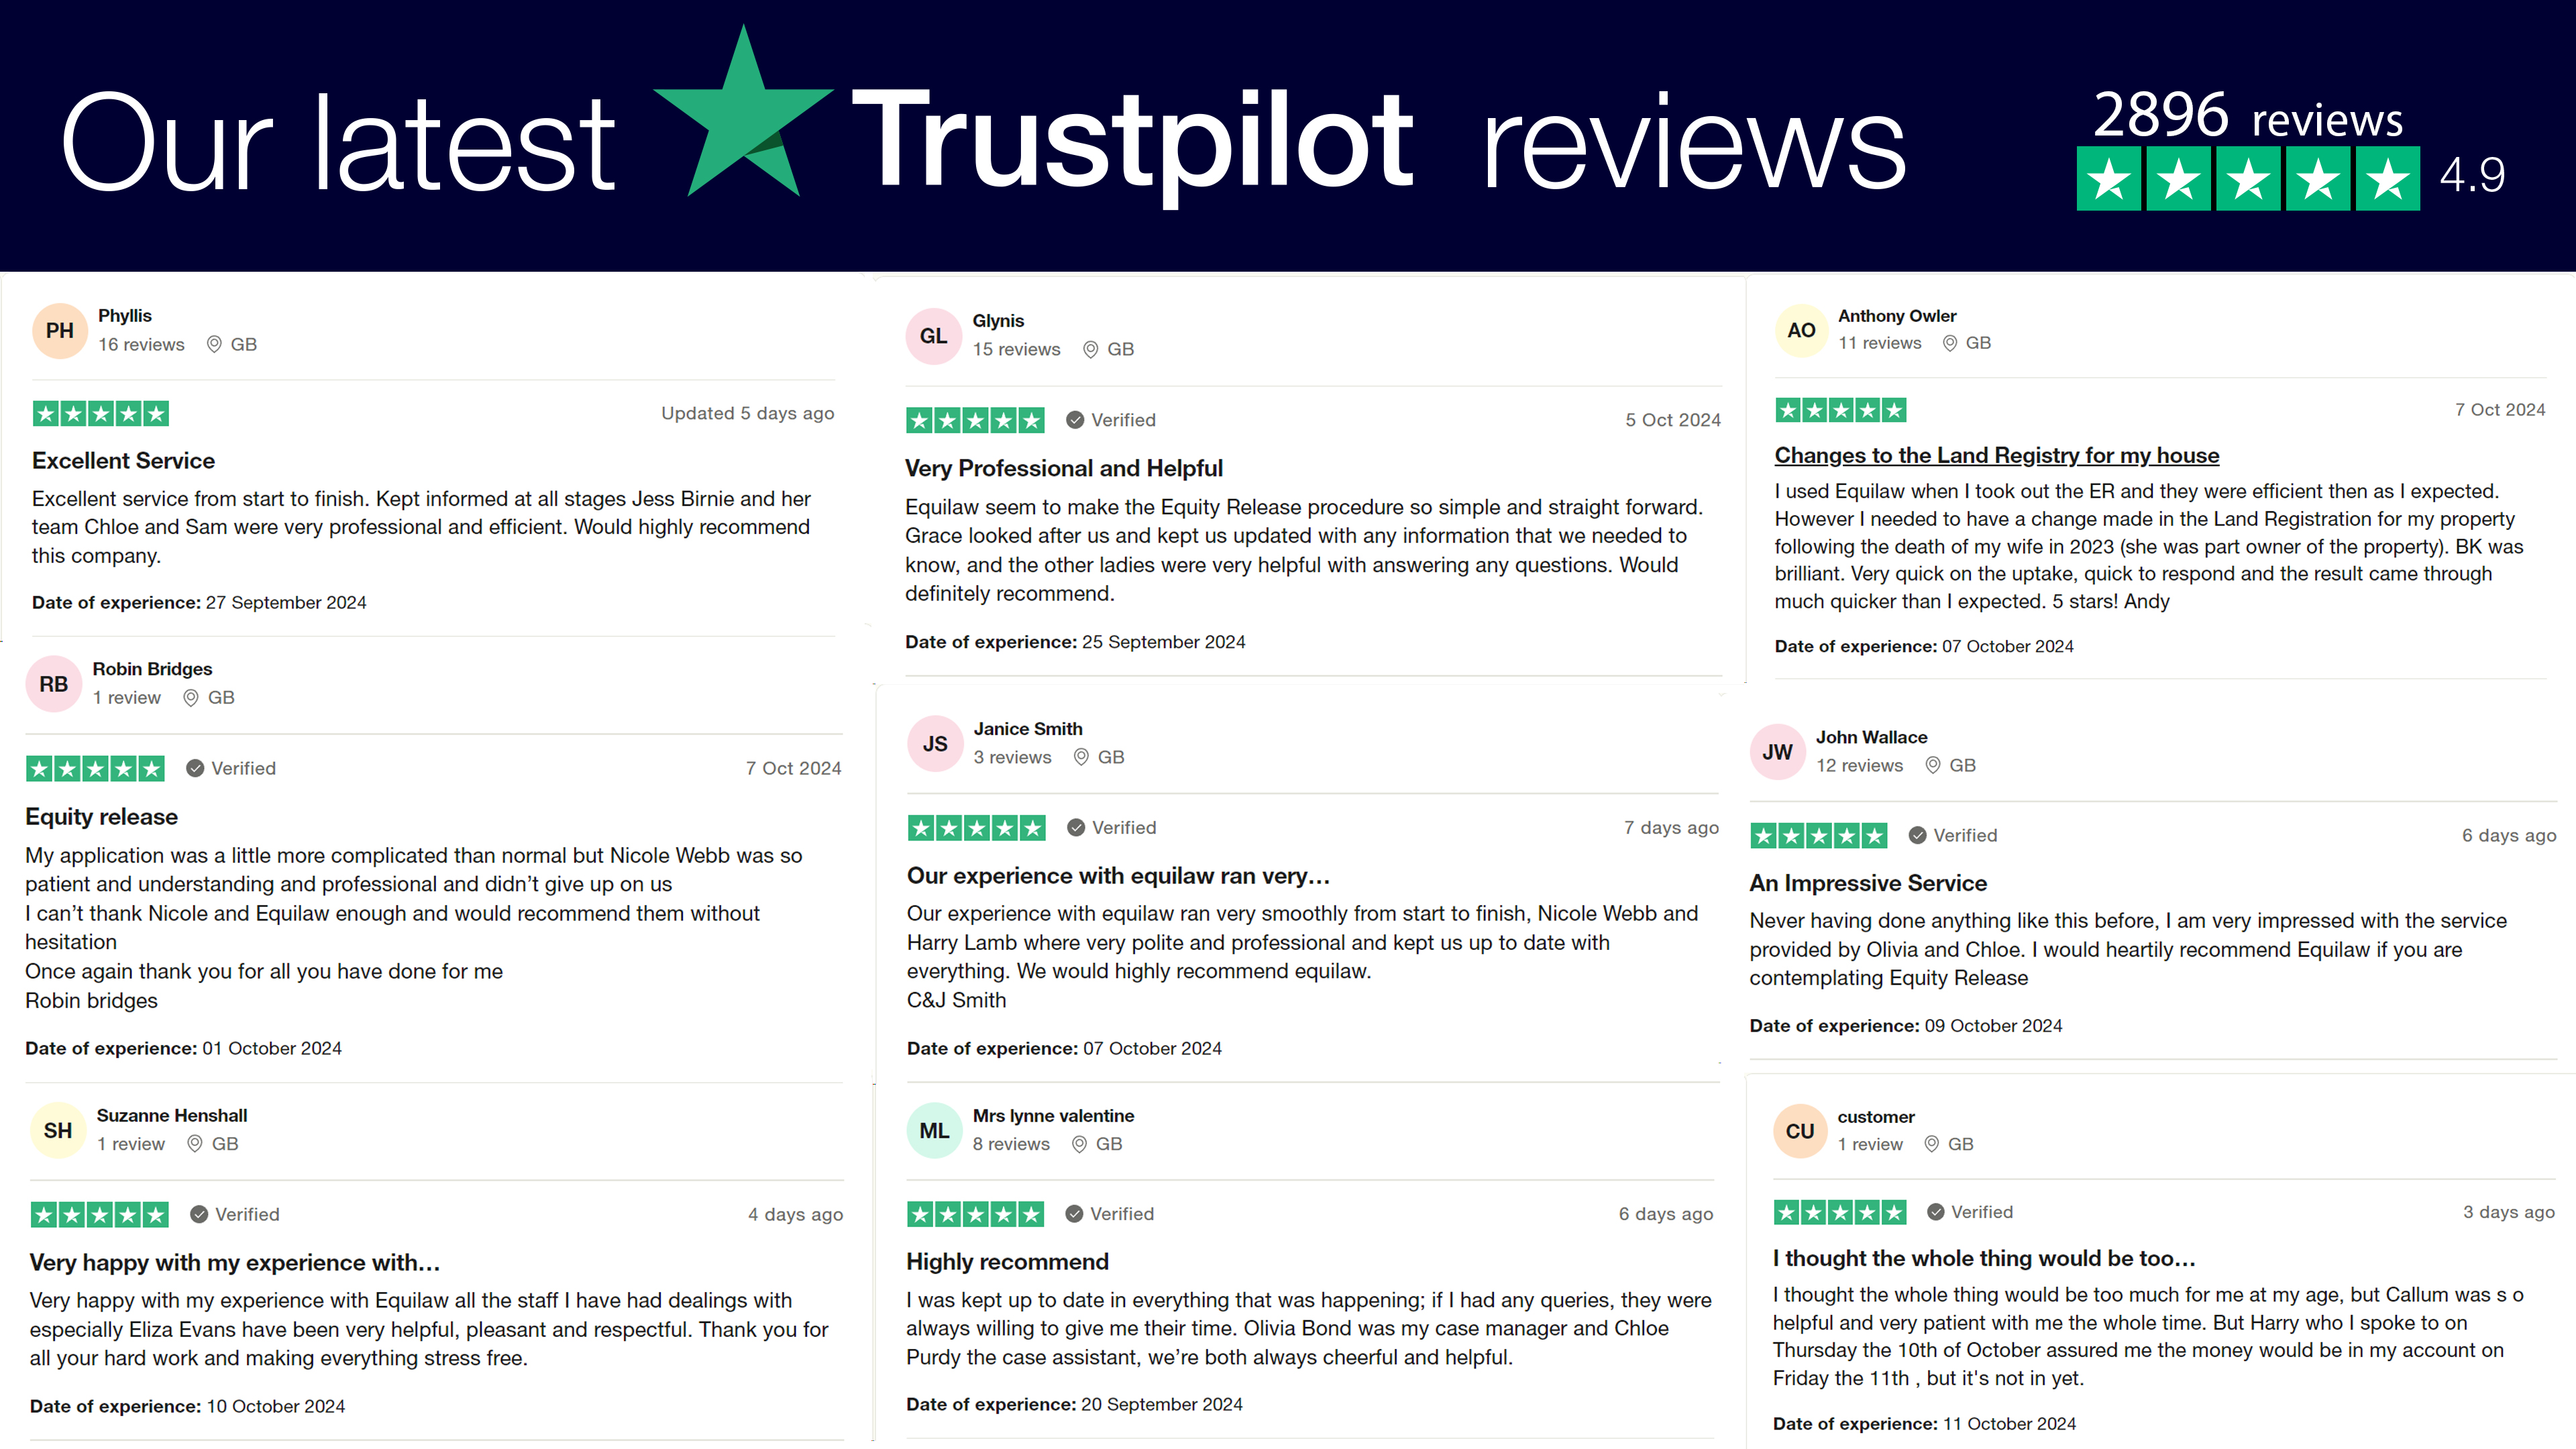 Our latest Trustpilot reviews
2896 reviews
4.9
PH
Phyllis
16 reviews GB
Updated 5 days ago
Excellent Service
Excellent service from start to finish. Kept informed at all stages Jess Birnie and her
team Chloe and Sam were very professional and efficient. Would highly recommend
this company.
Date of experience: 27 September 2024
GL
Glynis
15 reviews GB
Verified 5 Oct 2024
Very Professional and Helpful
Equilaw seem to make the Equity Release procedure so simple and straight forward.
Grace looked after us and kept us updated with any information that we needed to
know, and the other ladies were very helpful with answering any questions. Would
definitely recommend.
Date of experience: 25 September 2024
AO
Anthony Owler
11 reviews GB
7 Oct 2024
Changes to the Land Registry for my house
I used Equilaw when I took out the ER and they were efficient then as I expected.
However I needed to have a change made in the Land Registration for my property
following the death of my wife in 2023 (she was part owner of the property). BK was
brilliant. Very quick on the uptake, quick to respond and the result came through
much quicker than I expected. 5 stars! Andy
Date of experience: 07 October 2024
RB
Robin Bridges
1 review GB
Verified 7 Oct 2024
Equity release
My application was a little more complicated than normal but Nicole Webb was so
patient and understanding and professional and didn’t give up on us
I can’t thank Nicole and Equilaw enough and would recommend them without
hesitation
Once again thank you for all you have done for me
Robin bridges
Date of experience: 01 October 2024
JS
Janice Smith
3 reviews GB
Verified 7 days ago
Our experience with equilaw ran very…
Our experience with equilaw ran very smoothly from start to finish, Nicole Webb and
Harry Lamb where very polite and professional and kept us up to date with
everything. We would highly recommend equilaw.
C&J Smith
Date of experience: 07 October 2024
JW
John Wallace
12 reviews GB
Verified 6 days ago
An Impressive Service
Never having done anything like this before, I am very impressed with the service
provided by Olivia and Chloe. I would heartily recommend Equilaw if you are
contemplating Equity Release
Date of experience: 09 October 2024
SH
Suzanne Henshall
1 review GB
Verified 4 days ago
Very happy with my experience with…
Very happy with my experience with Equilaw all the staff I have had dealings with
especially Eliza Evans have been very helpful, pleasant and respectful. Thank you for
all your hard work and making everything stress free.
Date of experience: 10 October 2024
ML
Mrs lynne valentine
8 reviews GB
Verified 6 days ago
Highly recommend
I was kept up to date in everything that was happening; if I had any queries, they were
always willing to give me their time. Olivia Bond was my case manager and Chloe
Purdy the case assistant, we’re both always cheerful and helpful.
Date of experience: 20 September 2024
CU
customer
1 review GB
Verified 3 days ago
I thought the whole thing would be too…
I thought the whole thing would be too much for me at my age, but Callum was s o
helpful and very patient with me the whole time. But Harry who I spoke to on
Thursday the 10th of October assured me the money would be in my account on
Friday the 11th , but it's not in yet.
Date of experience: 11 October 2024